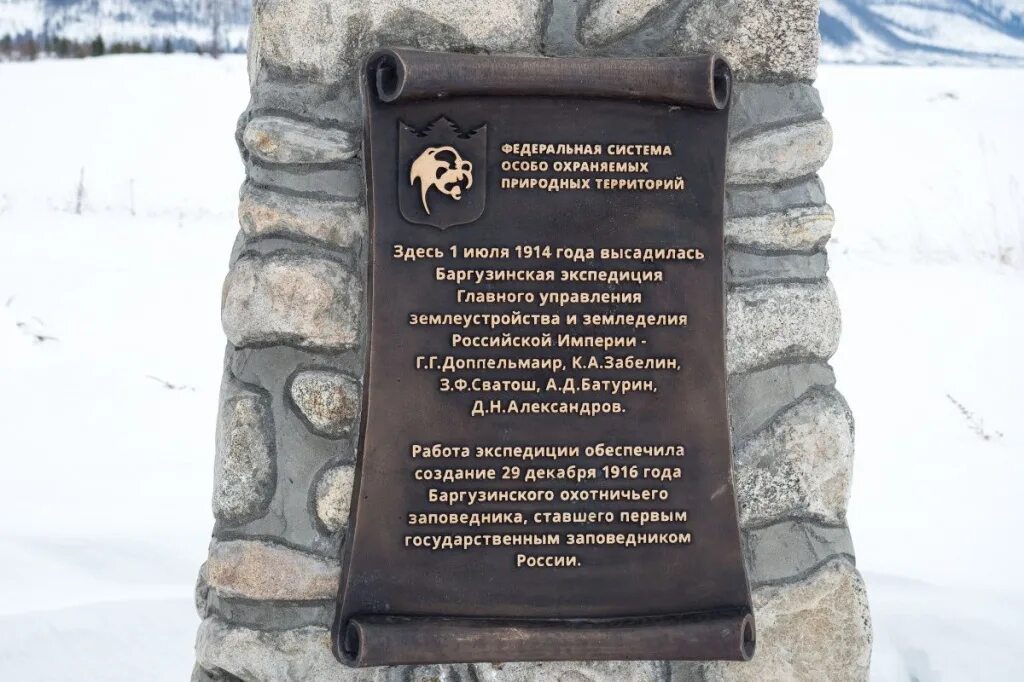 ФЕДЕРАЛЬНАЯ СИСТЕМА
ОСОБО ОХРАНЯЕМЫХ
ПРИРОДНЫХ ТЕРРИТОРИЙ
Здесь 1 июля 1914 года высадилась
Баргузинская экспедиция
Главного управления
землеустройства и земледелия
Российской Империи -
Г.Г.Доппельмаир, К.А.Забелин,
З.Ф.Сватош, А.Д.Батурин,
Д.Н.Александров.
Работа экспедиции обеспечила
создание 29 декабря 1916 года
Баргузинского охотничьего
заповедника, ставшего первым
государственным заповедником
России.